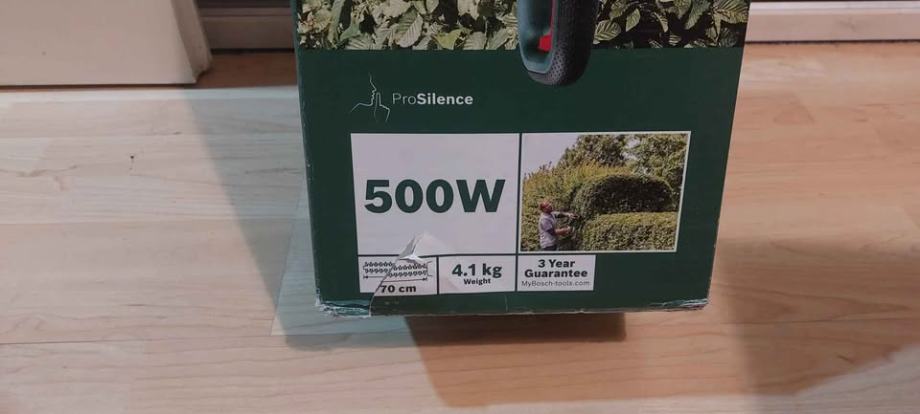 ProSilence
500W
70 cm
4.1 kg
Weight
3 Year
Guarantee
MyBosch-tools.com